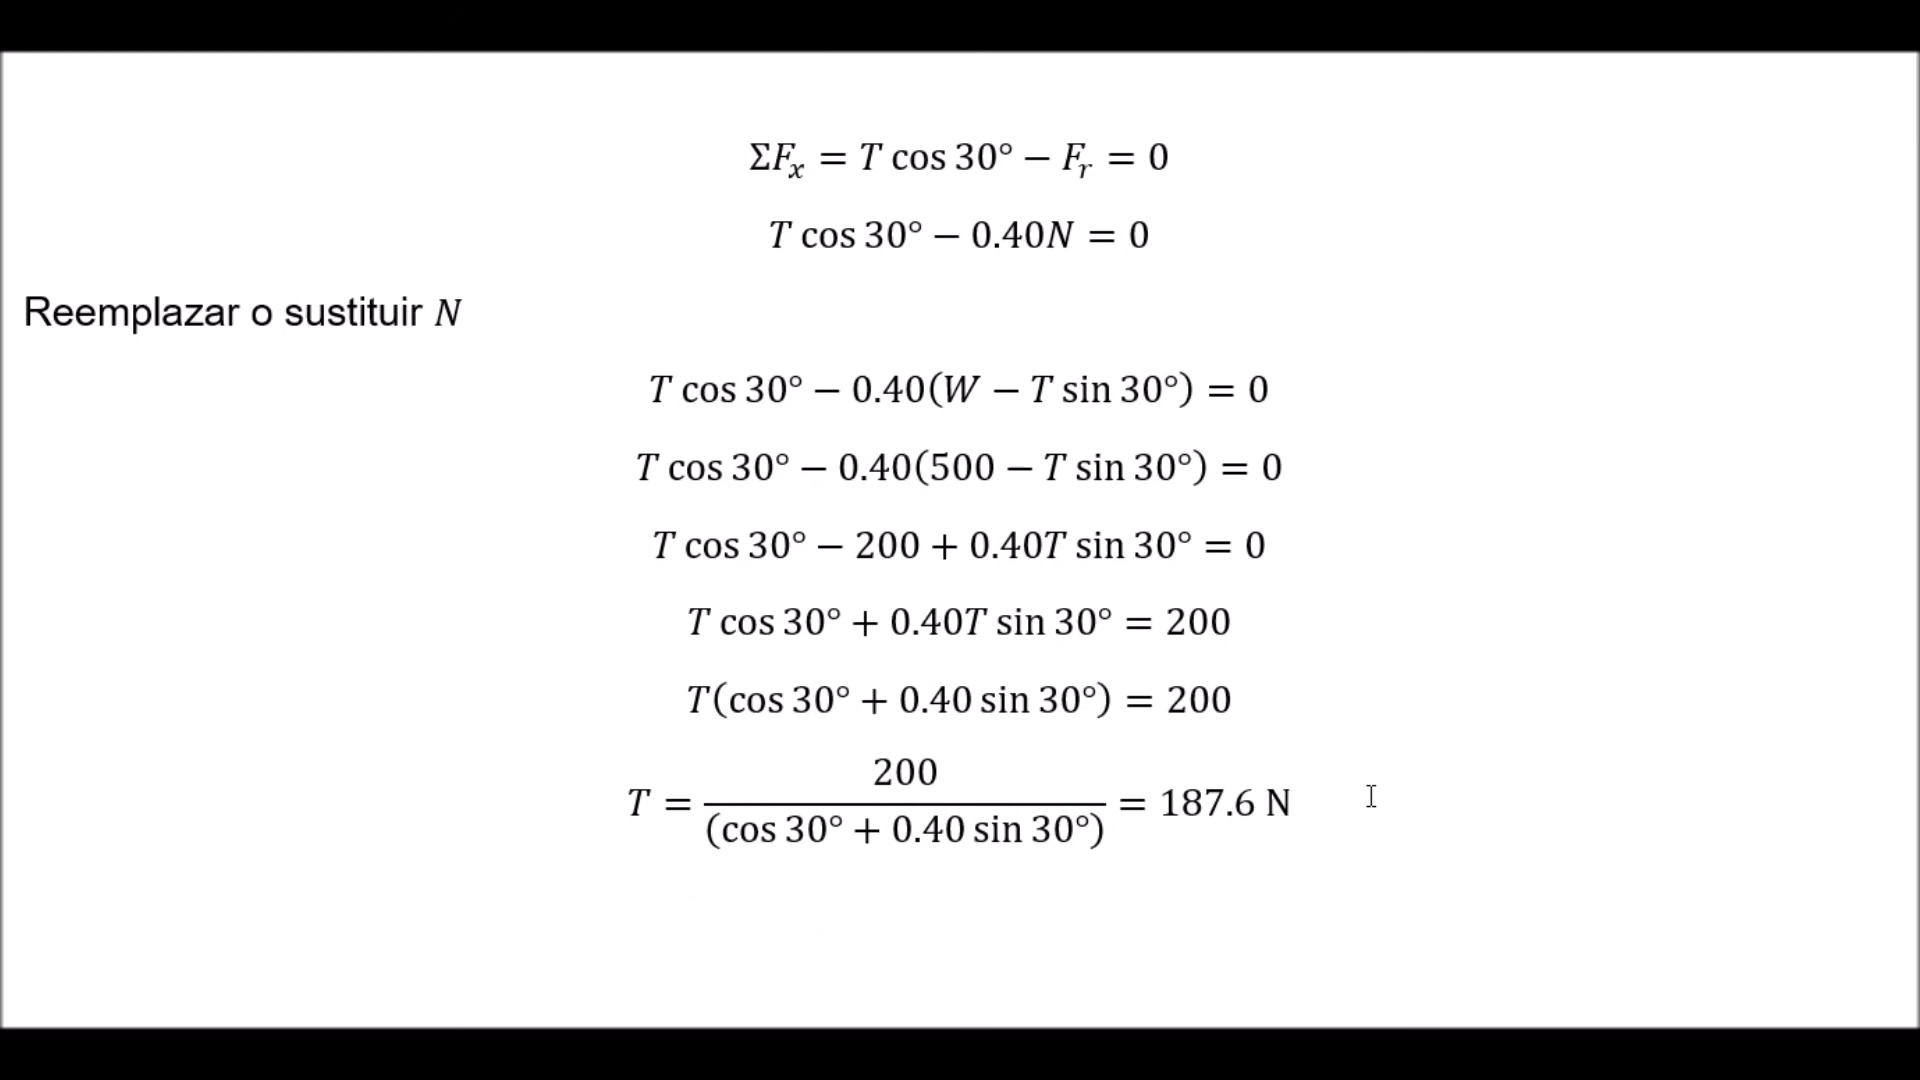 ΣFₓ = T cos 30° − Fᵣ = 0
T cos 30° − 0.40N = 0
Reemplazar o sustituir N
T cos 30° − 0.40(W − T sin 30°) = 0
T cos 30° − 0.40(500 − T sin 30°) = 0
T cos 30° − 200 + 0.40T sin 30° = 0
T cos 30° + 0.40T sin 30° = 200
T(cos 30° + 0.40 sin 30°) = 200
T = 200 / (cos 30° + 0.40 sin 30°) = 187.6 N